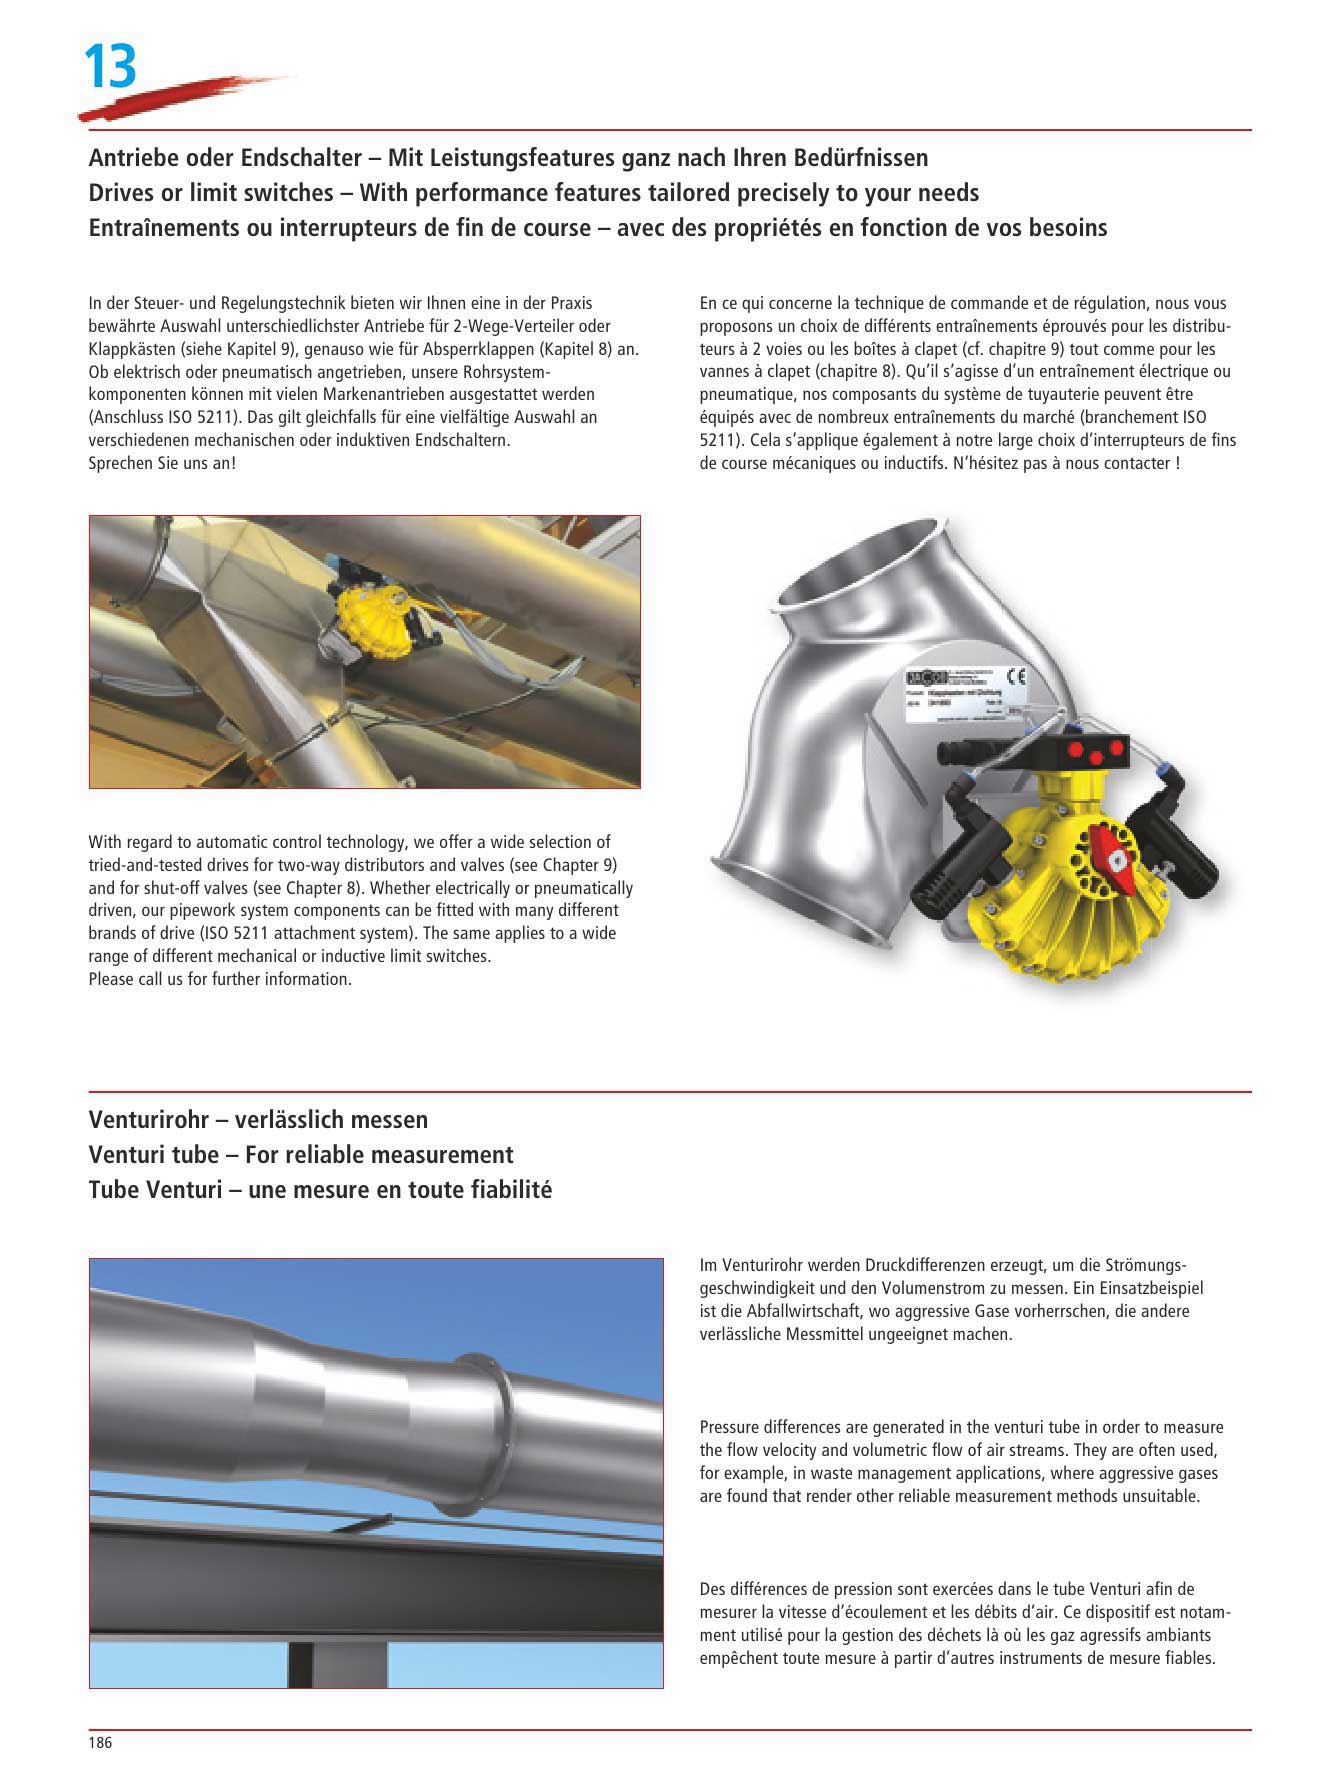 13
Antriebe oder Endschalter – Mit Leistungsfeatures ganz nach Ihren Bedürfnissen
Drives or limit switches – With performance features tailored precisely to your needs
Entraînements ou interrupteurs de fin de course – avec des propriétés en fonction de vos besoins
In der Steuer- und Regelungstechnik bieten wir Ihnen eine in der Praxis
bewährte Auswahl unterschiedlichster Antriebe für 2-Wege-Verteiler oder
Klappkästen (siehe Kapitel 9), genauso wie für Absperrklappen (Kapitel 8) an.
Ob elektrisch oder pneumatisch angetrieben, unsere Rohrsystem-
komponenten können mit vielen Markenantrieben ausgestattet werden
(Anschluss ISO 5211). Das gilt gleichfalls für eine vielfältige Auswahl an
verschiedenen mechanischen oder induktiven Endschaltern.
Sprechen Sie uns an!
En ce qui concerne la technique de commande et de régulation, nous vous
proposons un choix de différents entraînements éprouvés pour les distribu-
teurs à 2 voies ou les boîtes à clapet (cf. chapitre 9) tout comme pour les
vannes à clapet (chapitre 8). Qu’il s’agisse d’un entraînement électrique ou
pneumatique, nos composants du système de tuyauterie peuvent être
équipés avec de nombreux entraînements du marché (branchement ISO
5211). Cela s’applique également à notre large choix d’interrupteurs de fins
de course mécaniques ou inductifs. N’hésitez pas à nous contacter !
JACOB
CE
Klappkasten mit Dichtung
With regard to automatic control technology, we offer a wide selection of
tried-and-tested drives for two-way distributors and valves (see Chapter 9)
and for shut-off valves (see Chapter 8). Whether electrically or pneumatically
driven, our pipework system components can be fitted with many different
brands of drive (ISO 5211 attachment system). The same applies to a wide
range of different mechanical or inductive limit switches.
Please call us for further information.
Venturirohr – verlässlich messen
Venturi tube – For reliable measurement
Tube Venturi – une mesure en toute fiabilité
Im Venturirohr werden Druckdifferenzen erzeugt, um die Strömungs-
geschwindigkeit und den Volumenstrom zu messen. Ein Einsatzbeispiel
ist die Abfallwirtschaft, wo aggressive Gase vorherrschen, die andere
verlässliche Messmittel ungeeignet machen.
Pressure differences are generated in the venturi tube in order to measure
the flow velocity and volumetric flow of air streams. They are often used,
for example, in waste management applications, where aggressive gases
are found that render other reliable measurement methods unsuitable.
Des différences de pression sont exercées dans le tube Venturi afin de
mesurer la vitesse d’écoulement et les débits d’air. Ce dispositif est notam-
ment utilisé pour la gestion des déchets là où les gaz agressifs ambiants
empêchent toute mesure à partir d’autres instruments de mesure fiables.
186